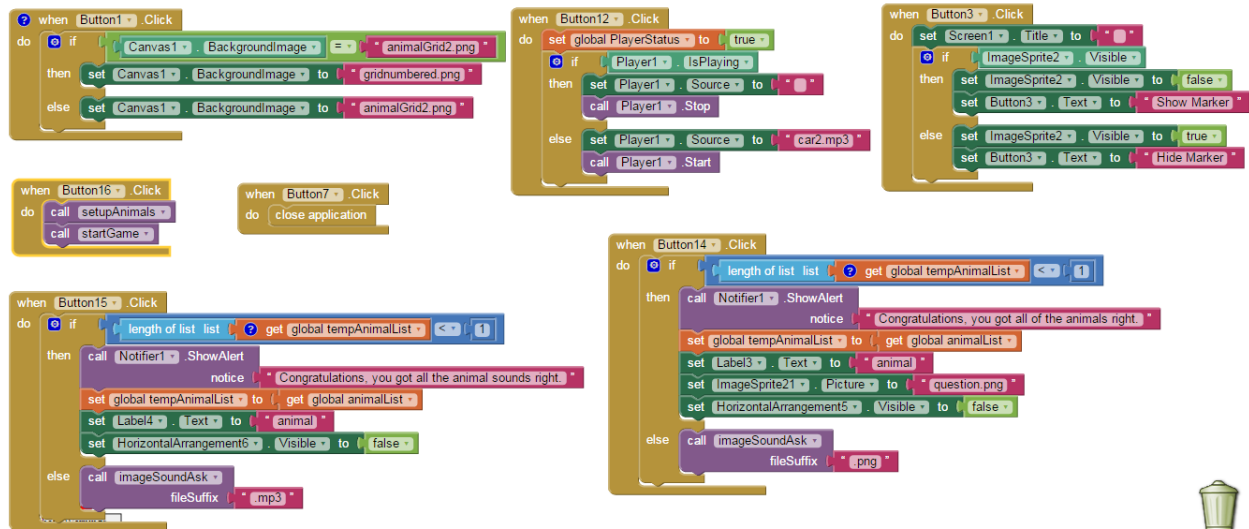 when Button1 .Click
do if Canvas1 . BackgroundImage = " animalGrid2.png "
then set Canvas1 . BackgroundImage to " gridnumbered.png "
else set Canvas1 . BackgroundImage to " animalGrid2.png "
when Button12 .Click
do set global PlayerStatus to true
if Player1 . IsPlaying
then set Player1 . Source to " "
call Player1 .Stop
else set Player1 . Source to " car2.mp3 "
call Player1 .Start
when Button3 .Click
do set Screen1 . Title to " "
if ImageSprite2 . Visible
then set ImageSprite2 . Visible to false
set Button3 . Text to " Show Marker "
else set ImageSprite2 . Visible to true
set Button3 . Text to " Hide Marker "
when Button16 .Click
do call setupAnimals
call startGame
when Button7 .Click
do close application
when Button14 .Click
do if length of list list get global tempAnimalList < 1
then call Notifier1 .ShowAlert
notice " Congratulations, you got all of the animals right. "
set global tempAnimalList to get global animalList
set Label3 . Text to " animal "
set ImageSprite21 . Picture to " question.png "
set HorizontalArrangement5 . Visible to false
else call imageSoundAsk
fileSuffix " .png "
when Button15 .Click
do if length of list list get global tempAnimalList < 1
then call Notifier1 .ShowAlert
notice " Congratulations, you got all the animal sounds right. "
set global tempAnimalList to get global animalList
set Label4 . Text to " animal "
set HorizontalArrangement6 . Visible to false
else call imageSoundAsk
fileSuffix " .mp3 "